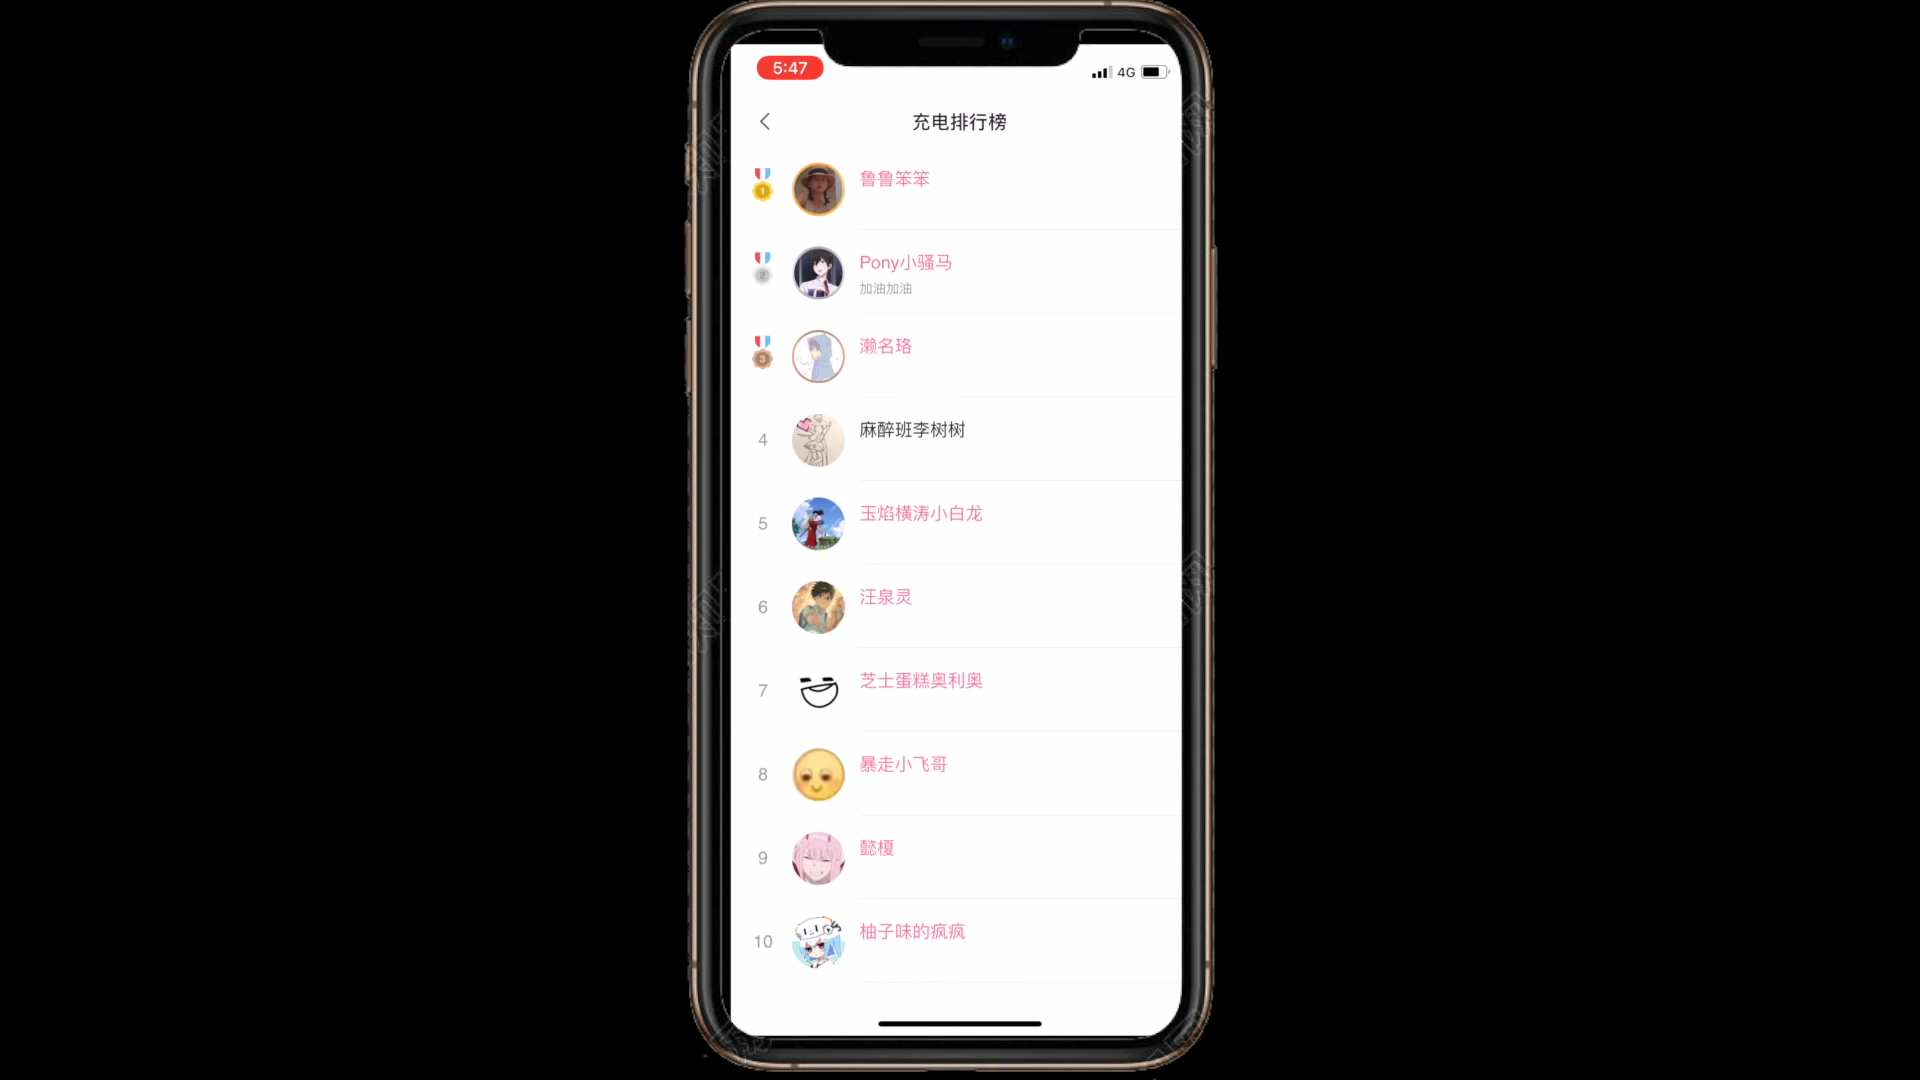 5:47
4G
充电排行榜
1
鲁鲁笨笨
2
Pony小骚马
加油加油
3
濑名珞
4
麻醉班李树树
5
玉焰横涛小白龙
6
汪泉灵
7
芝士蛋糕奥利奥
8
暴走小飞哥
9
懿榎
10
柚子味的疯疯